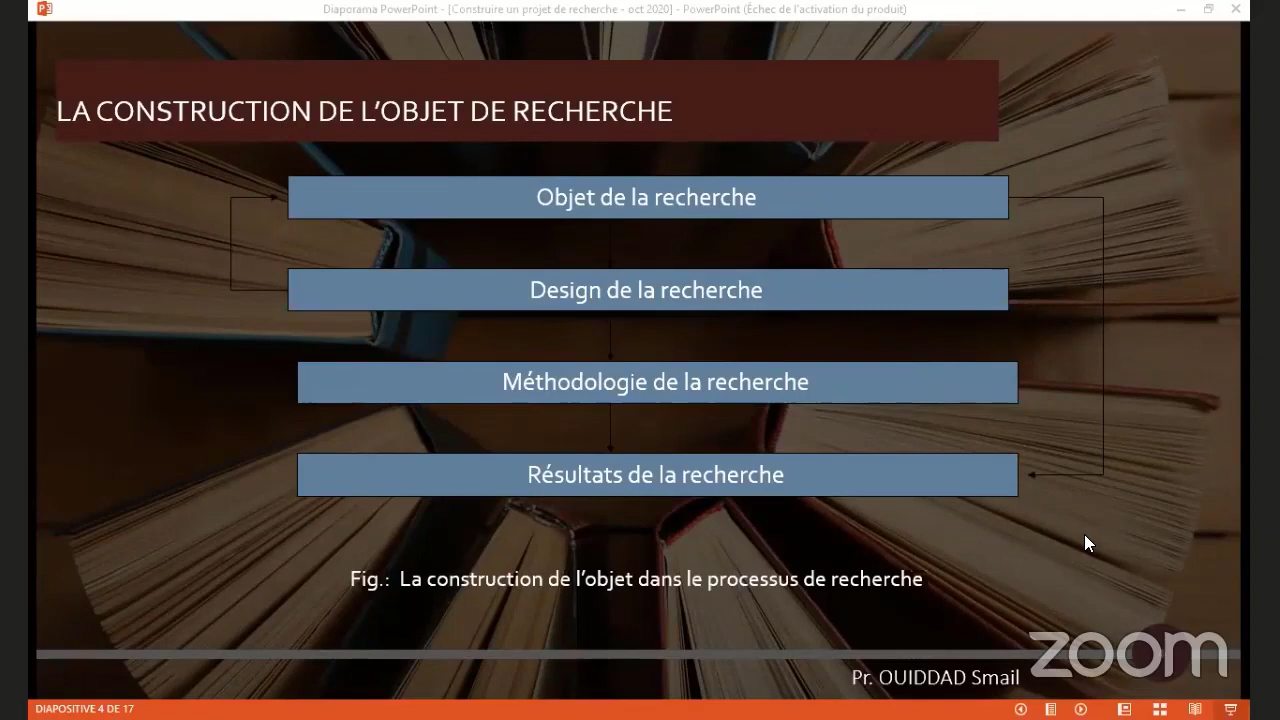 Diaporama PowerPoint - [Construire un projet de recherche - oct 2020] - PowerPoint (Échec de l'activation du produit)
LA CONSTRUCTION DE L’OBJET DE RECHERCHE
Objet de la recherche
Design de la recherche
Méthodologie de la recherche
Résultats de la recherche
Fig.: La construction de l’objet dans le processus de recherche
zoom
Pr. OUIDDAD Smail
DIAPOSITIVE 4 DE 17